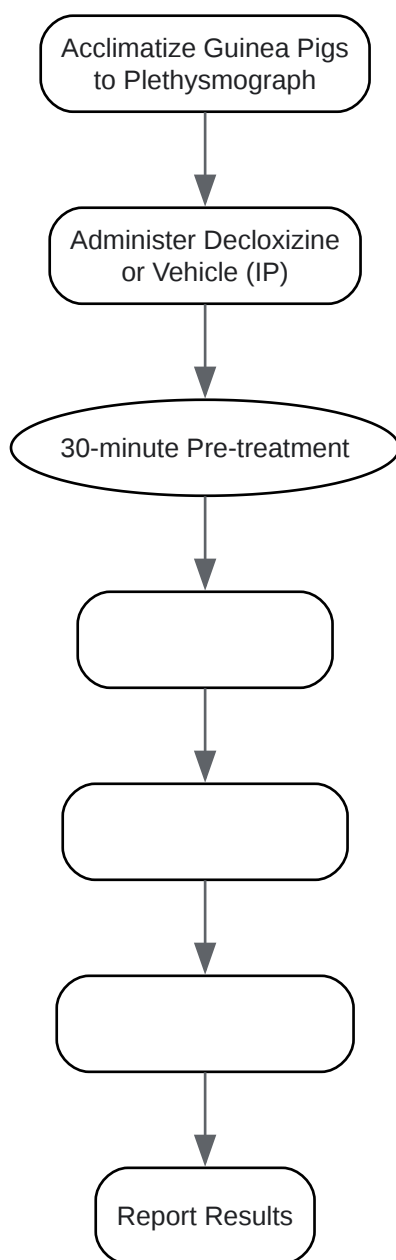 Acclimatize Guinea Pigs
to Plethysmograph
Administer Decloxizine
or Vehicle (IP)
30-minute Pre-treatment
Report Results